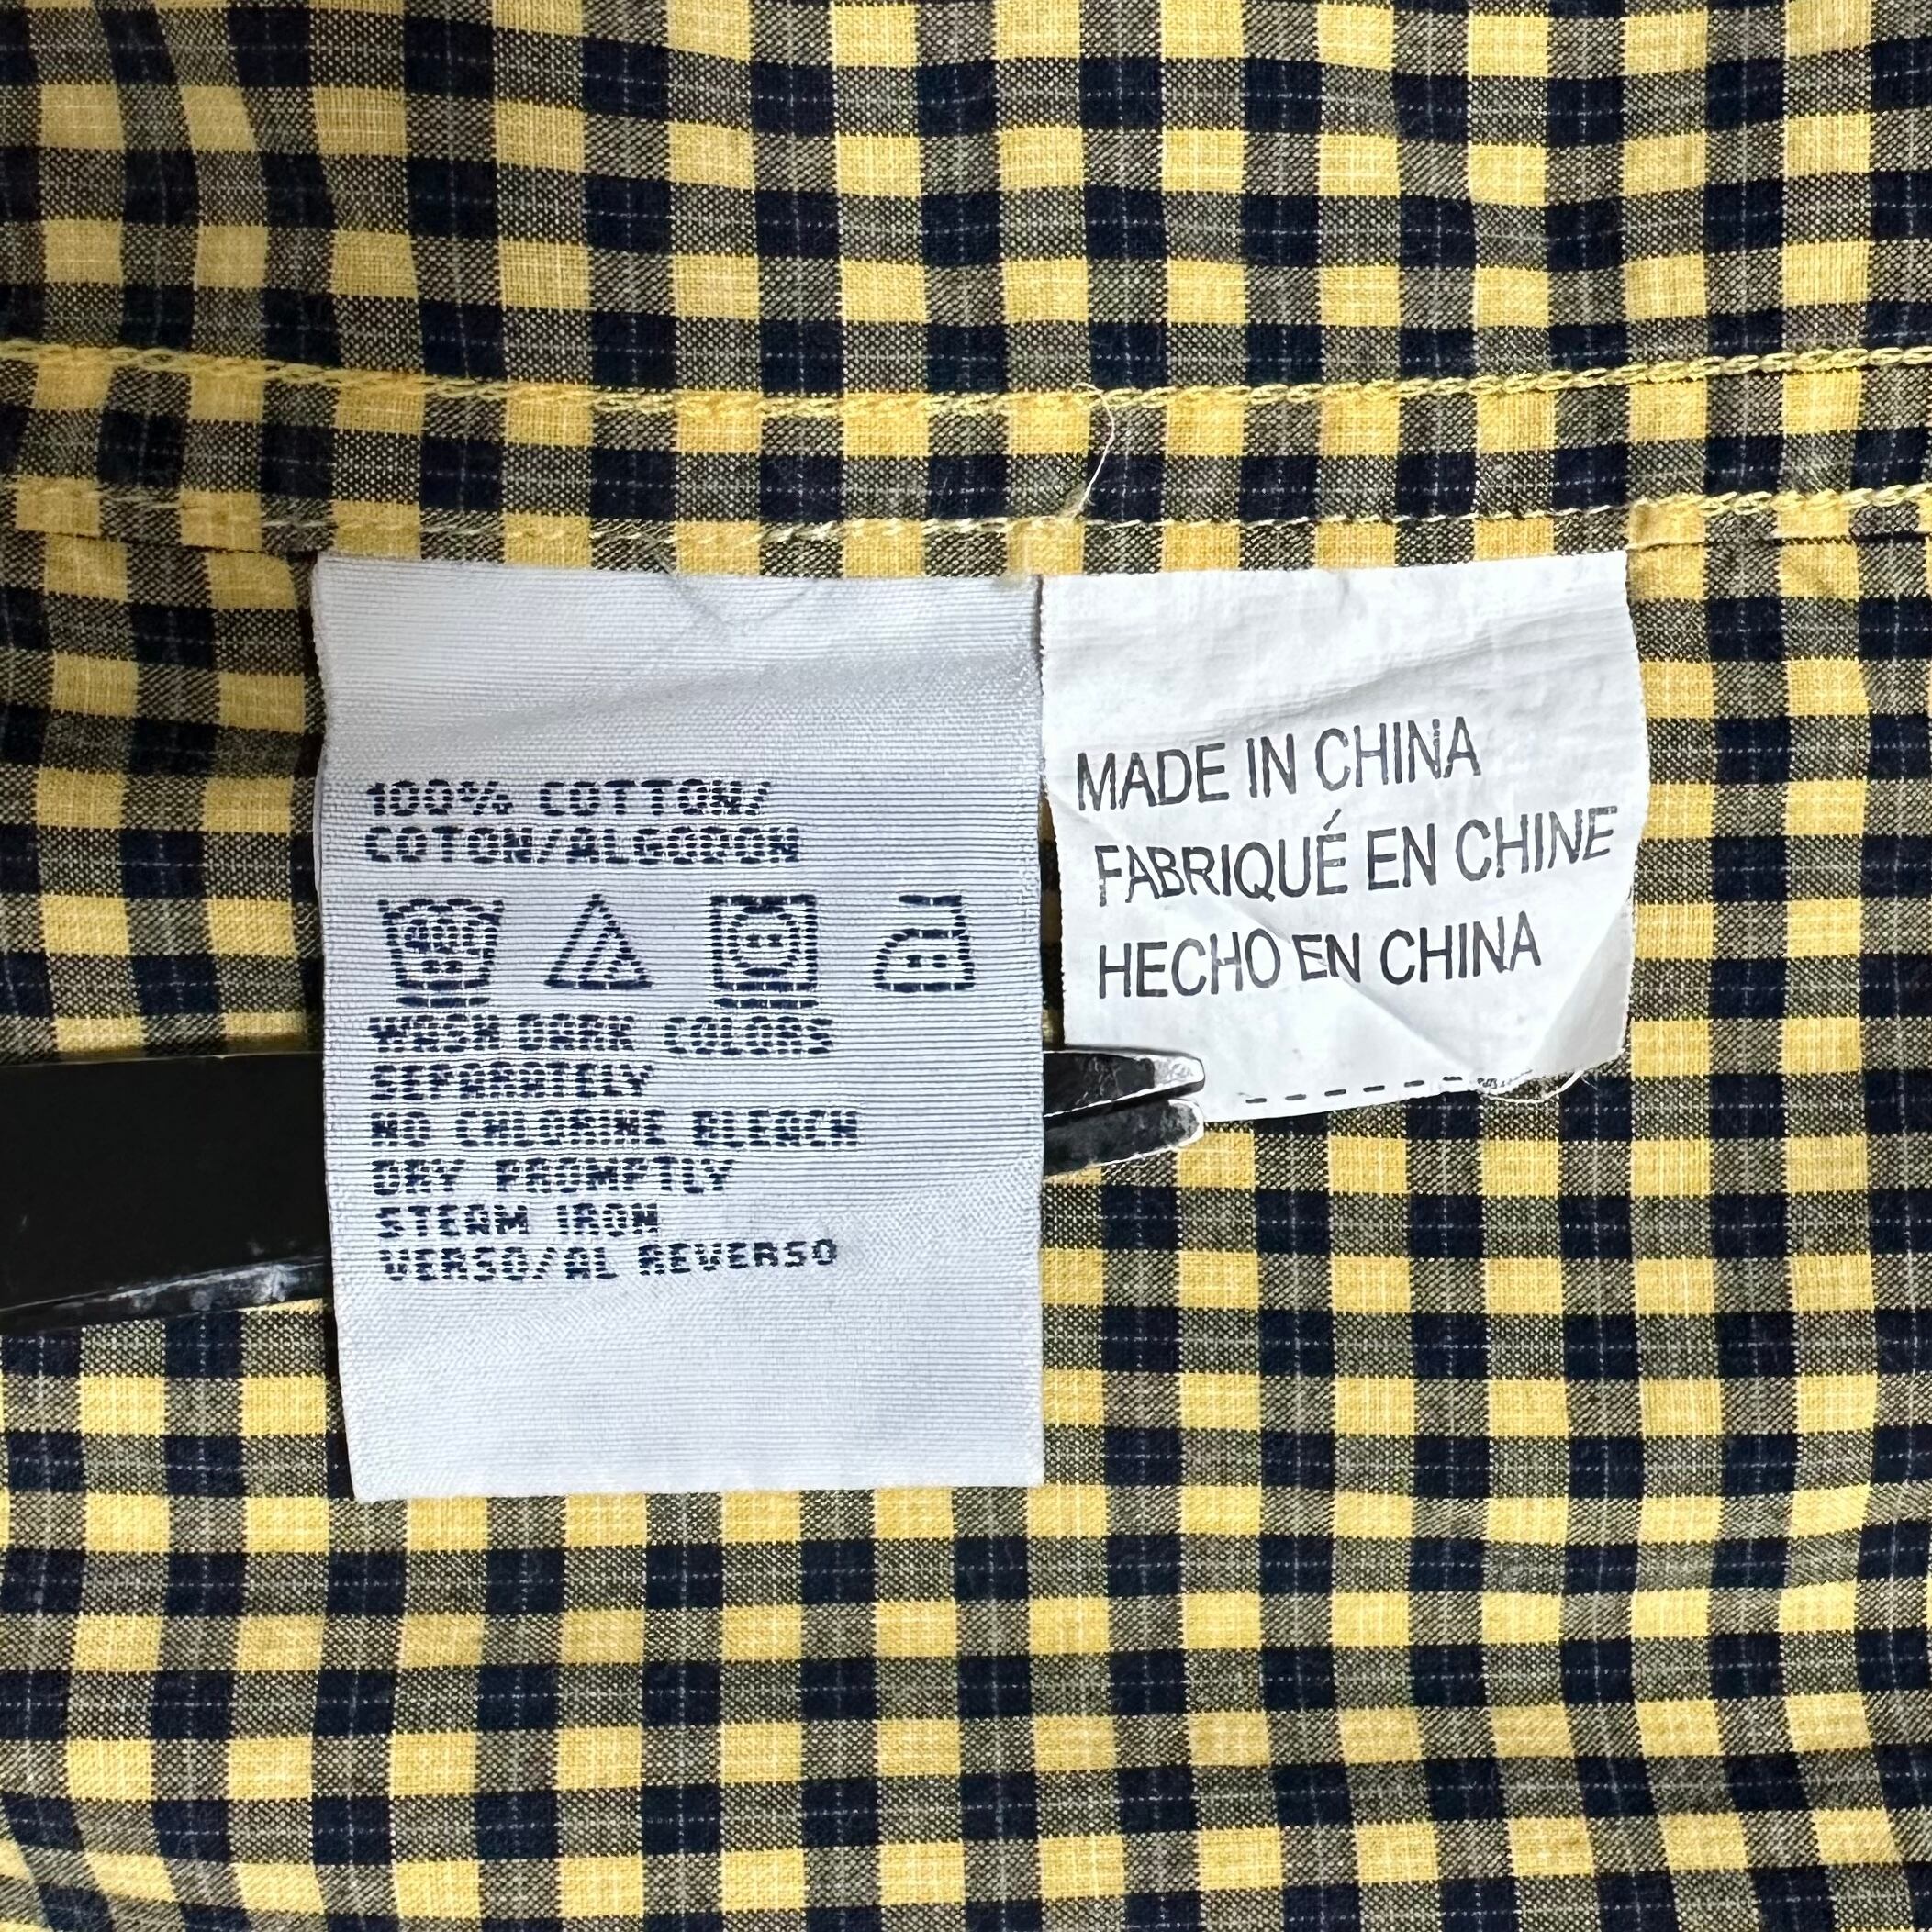 100% COTTON/
COTON/ALGODON
40C
WASH DARK COLORS
SEPARATELY
NO CHLORINE BLEACH
DRY PROMPTLY
STEAM IRON
VERSO/AL REVERSO
MADE IN CHINA
FABRIQUÉ EN CHINE
HECHO EN CHINA